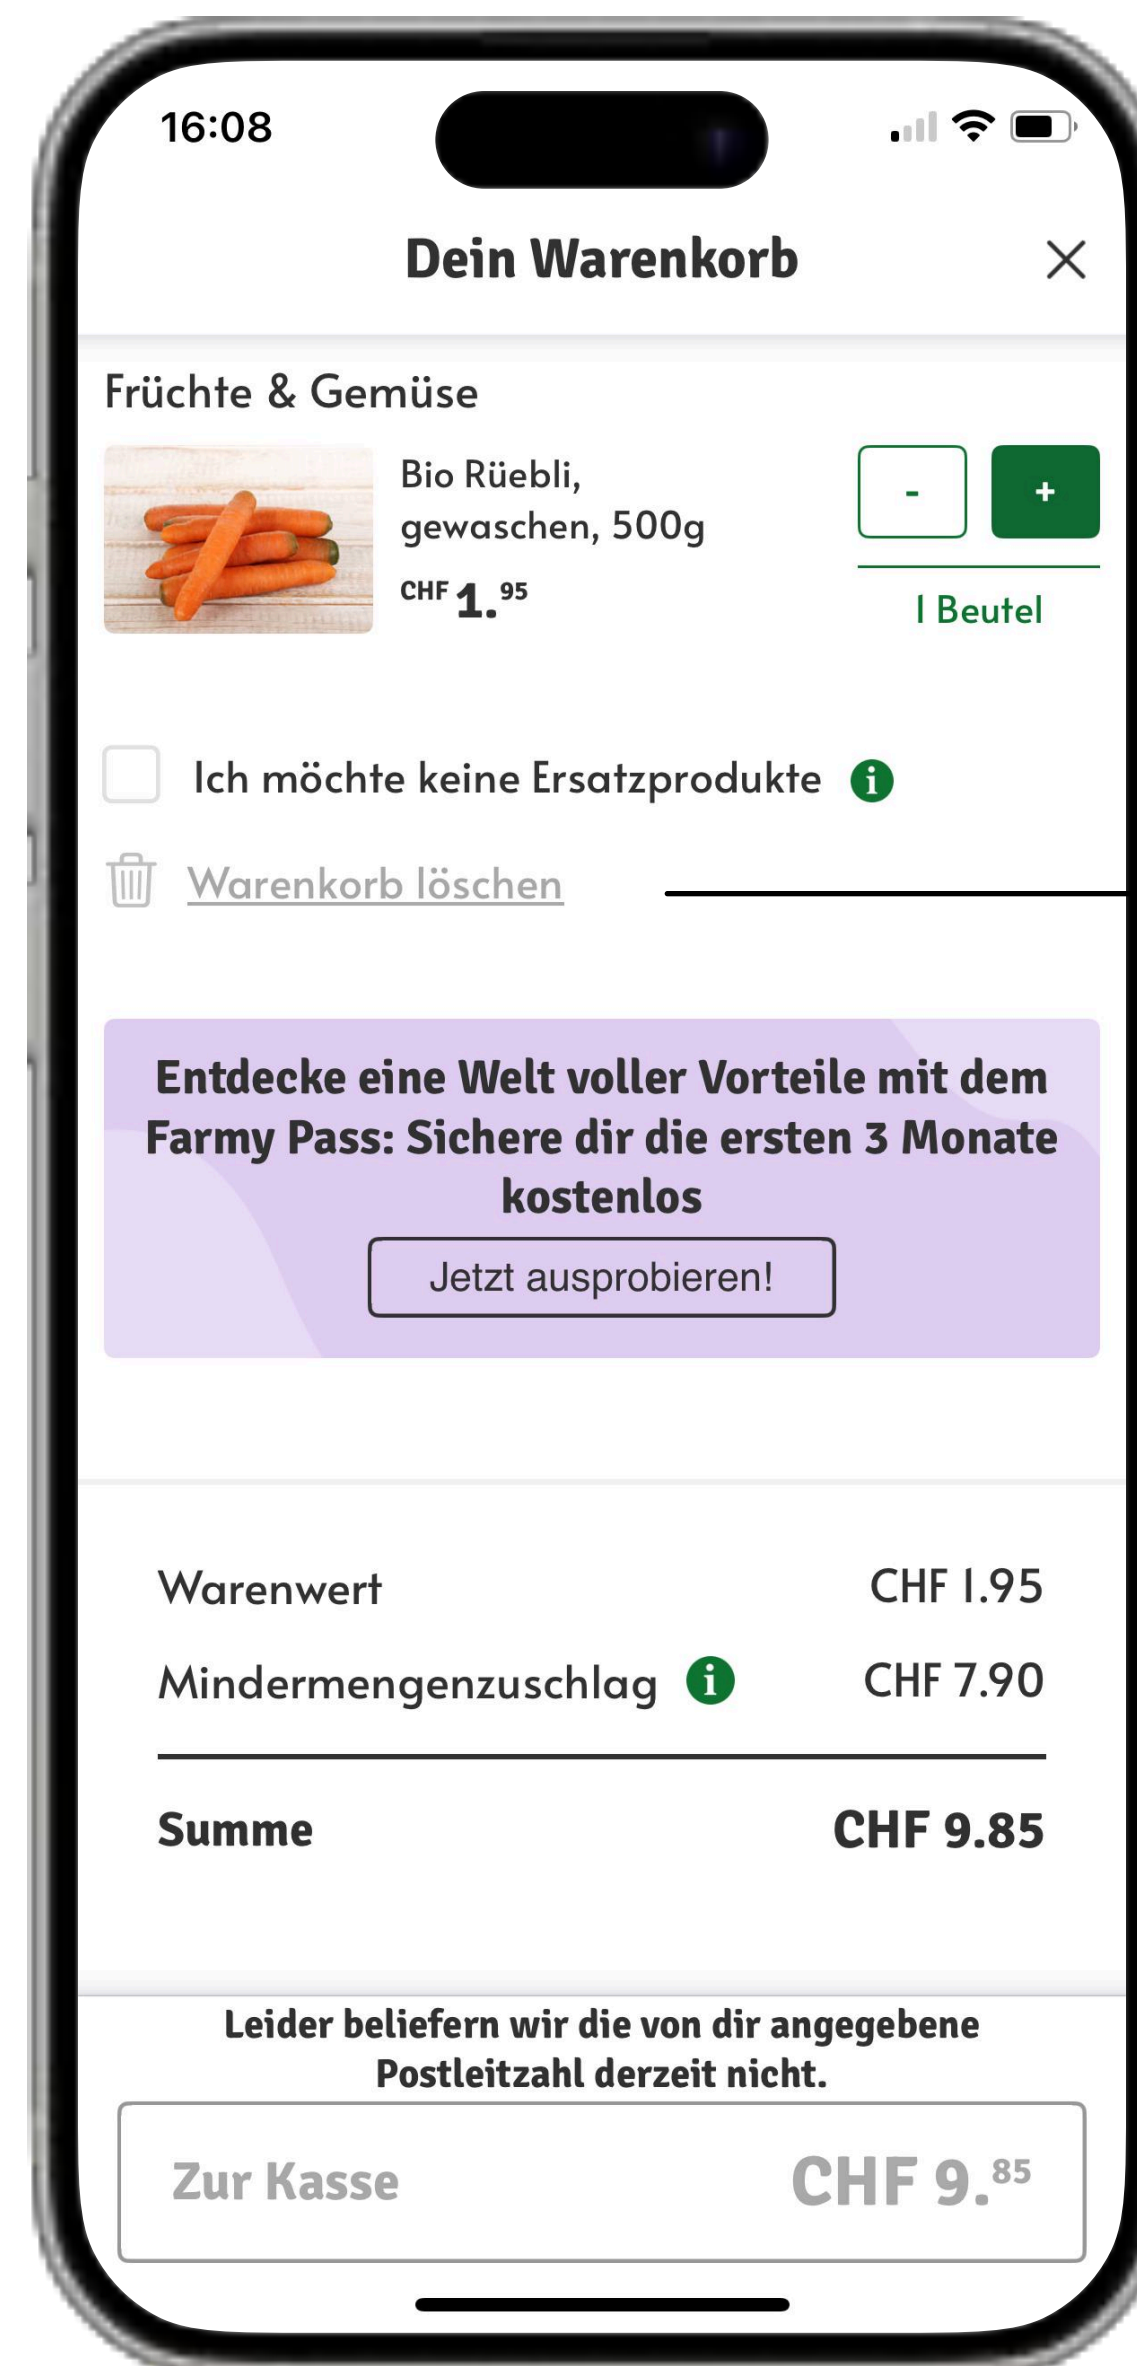 16:08
Dein Warenkorb
Früchte & Gemüse
Bio Rüebli,
gewaschen, 500g
CHF 1.95
-
+
1 Beutel
Ich möchte keine Ersatzprodukte
Warenkorb löschen
Entdecke eine Welt voller Vorteile mit dem
Farmy Pass: Sichere dir die ersten 3 Monate
kostenlos
Jetzt ausprobieren!
Warenwert CHF 1.95
Mindermengenzuschlag CHF 7.90
Summe CHF 9.85
Leider beliefern wir die von dir angegebene
Postleitzahl derzeit nicht.
Zur Kasse CHF 9.85